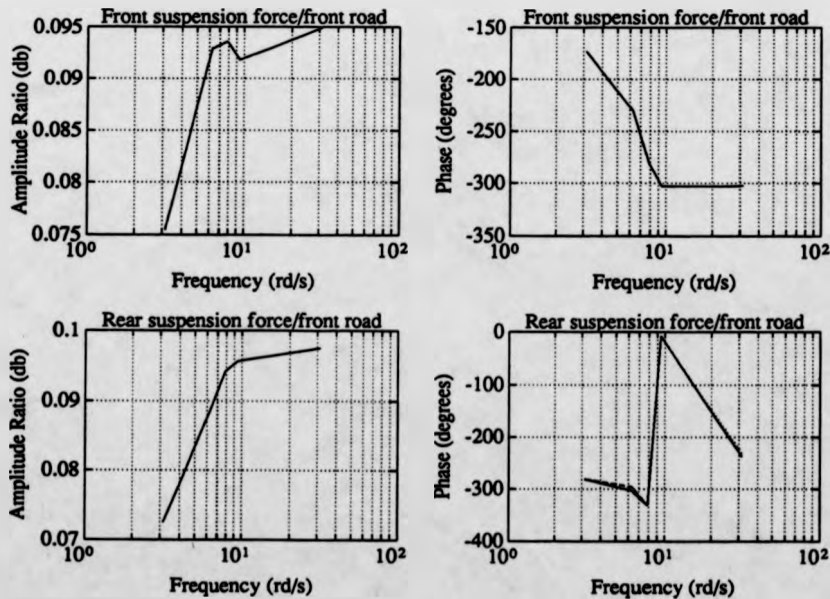 Front suspension force/front road
Amplitude Ratio (db)
0.095
0.09
0.085
0.08
0.075
10⁰
10¹
10²
Frequency (rd/s)
Front suspension force/front road
Phase (degrees)
-150
-200
-250
-300
-350
10⁰
10¹
10²
Frequency (rd/s)
Rear suspension force/front road
Amplitude Ratio (db)
0.1
0.09
0.08
0.07
10⁰
10¹
10²
Frequency (rd/s)
Rear suspension force/front road
Phase (degrees)
0
-100
-200
-300
-400
10⁰
10¹
10²
Frequency (rd/s)